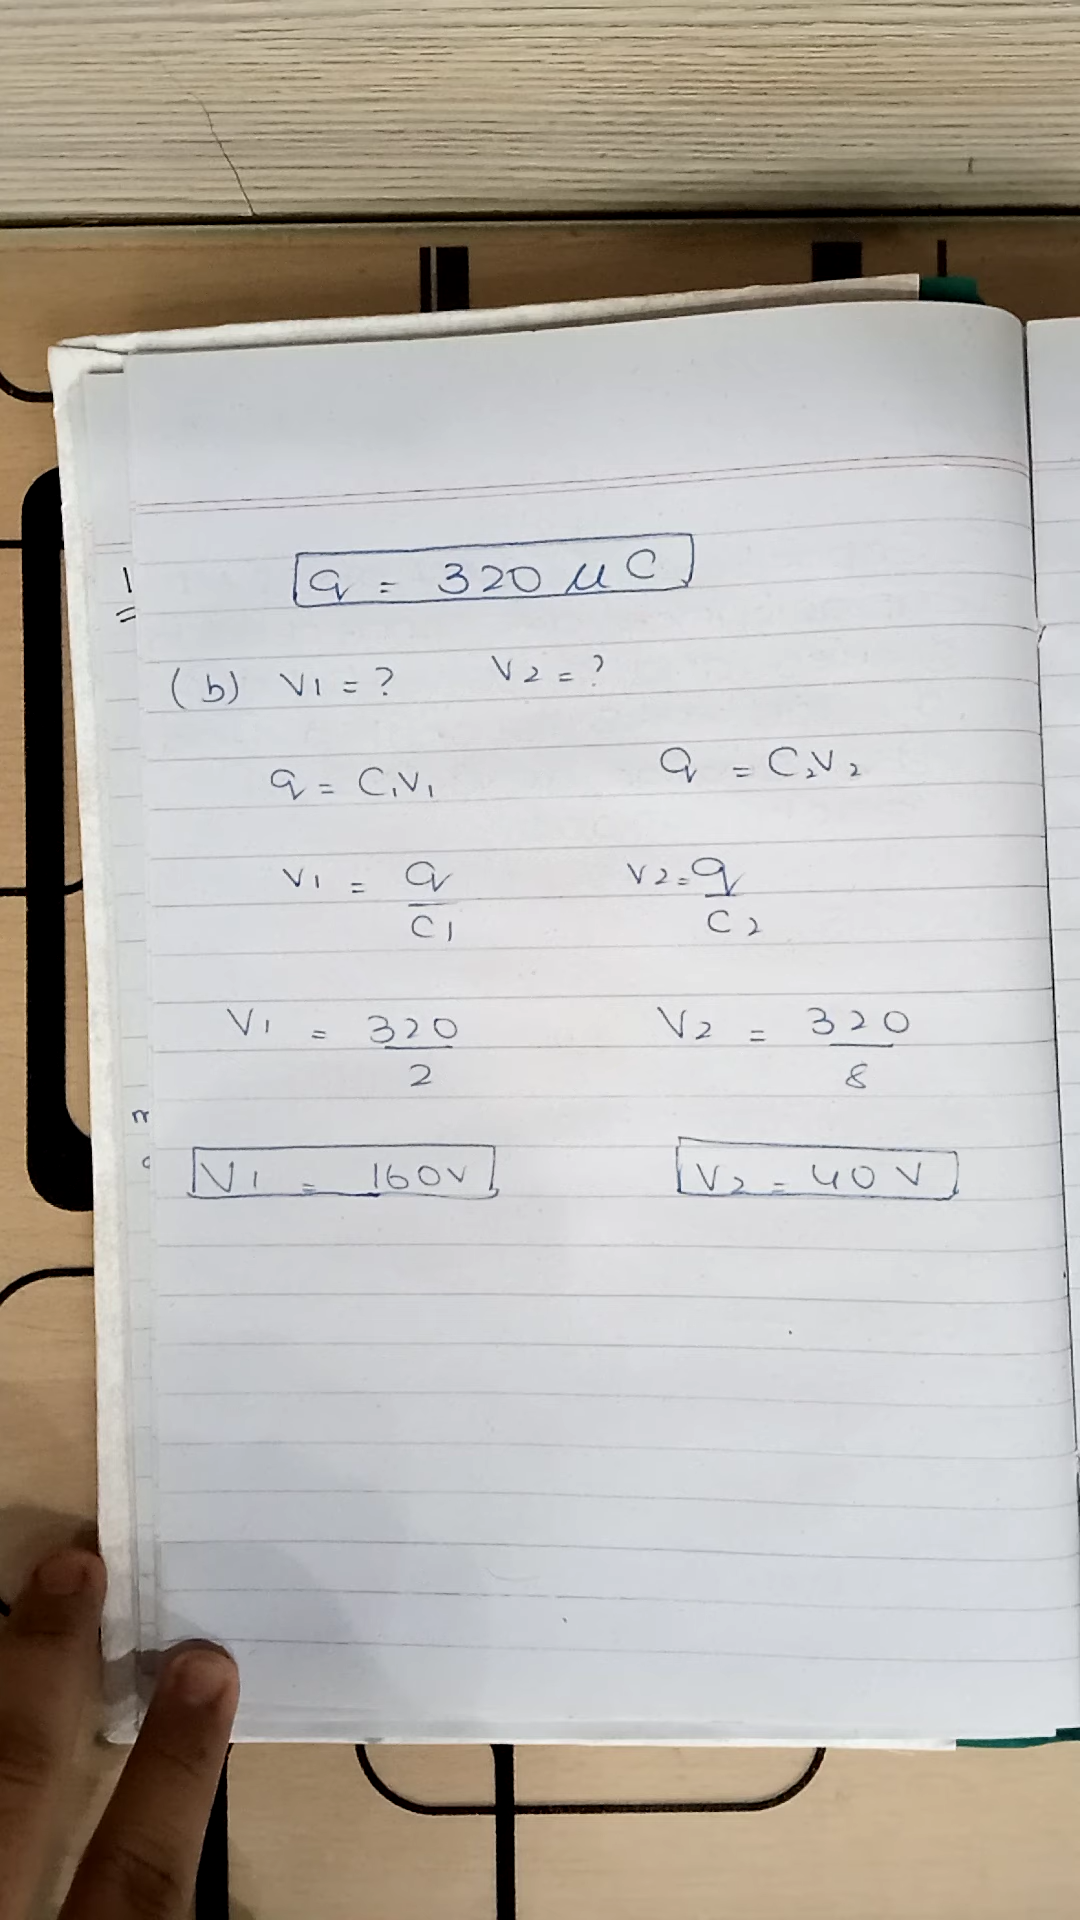 q = 320 μC
(b) V1 = ? V2 = ?
q = C1V1 q = C2V2
V1 = q/C1 V2 = q/C2
V1 = 320/2 V2 = 320/8
V1 = 160V V2 = 40 V